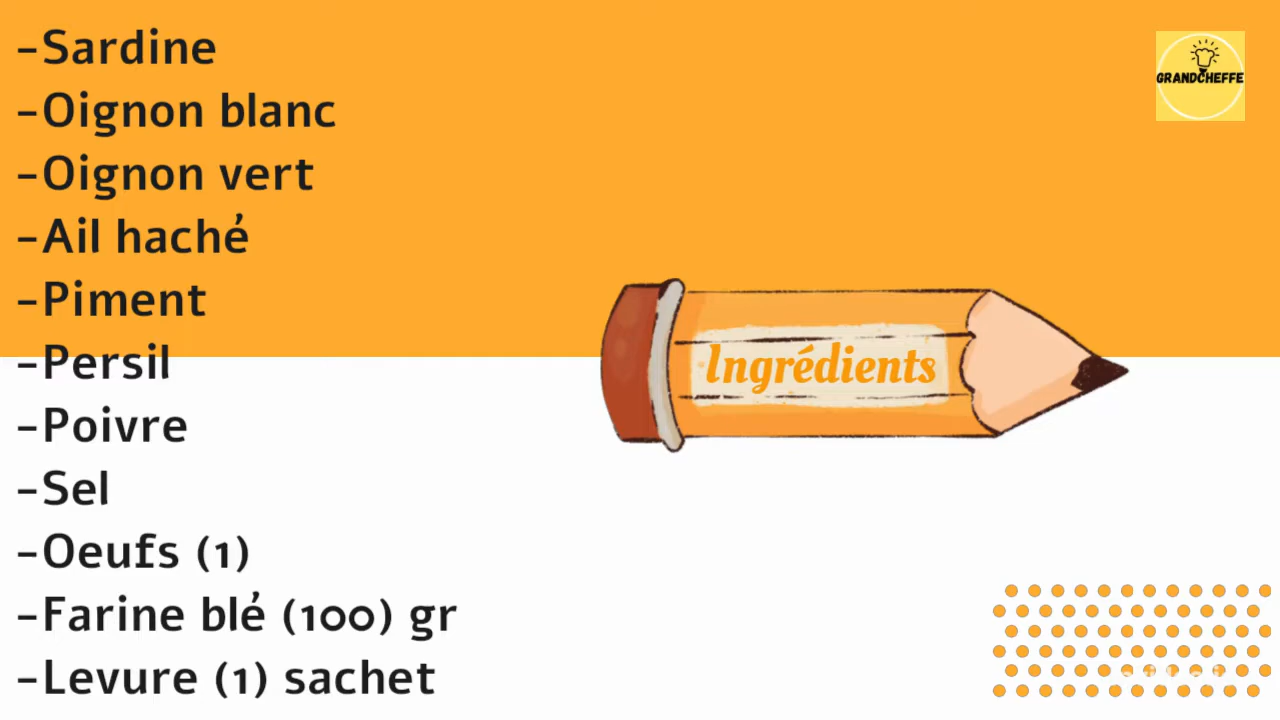 -Sardine
-Oignon blanc
-Oignon vert
-Ail haché
-Piment
-Persil
-Poivre
-Sel
-Oeufs (1)
-Farine blé (100) gr
-Levure (1) sachet
GRANDCHEFFE
Ingrédients